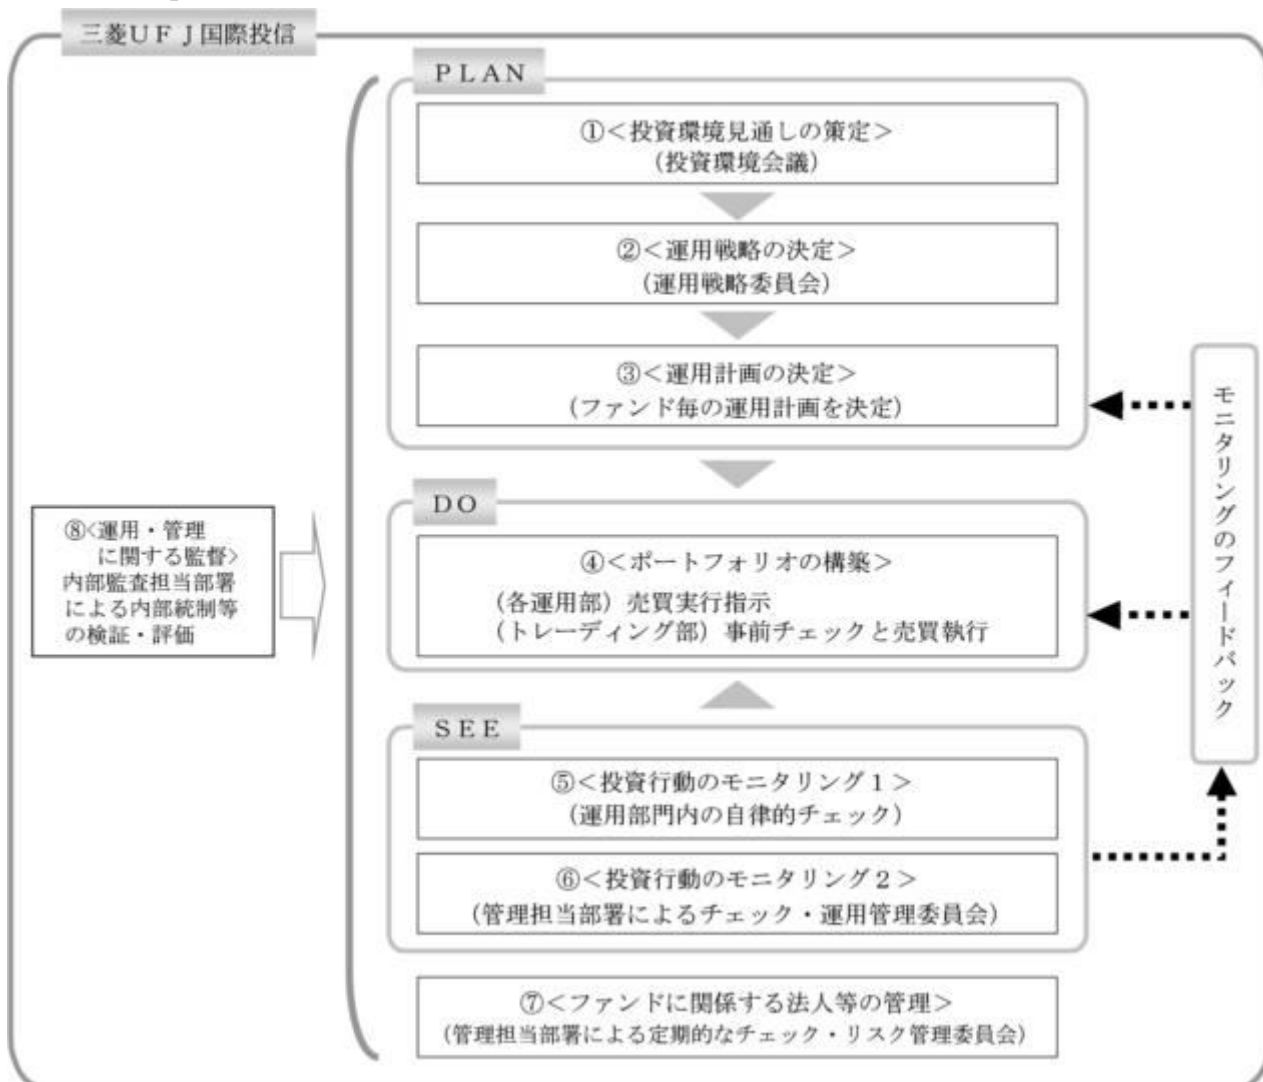 三菱UFJ国際投信
PLAN
①<投資環境見通しの策定>
(投資環境会議)
②<運用戦略の決定>
(運用戦略委員会)
③<運用計画の決定>
(ファンド毎の運用計画を決定)
DO
④<ポートフォリオの構築>
(各運用部)売買実行指示
(トレーディング部)事前チェックと売買執行
SEE
⑤<投資行動のモニタリング1>
(運用部門内の自律的チェック)
⑥<投資行動のモニタリング2>
(管理担当部署によるチェック・運用管理委員会)
⑦<ファンドに関係する法人等の管理>
(管理担当部署による定期的なチェック・リスク管理委員会)
⑧<運用・管理
に関する監督>
内部監査担当部署
による内部統制等
の検証・評価
モニタリングのフィードバック